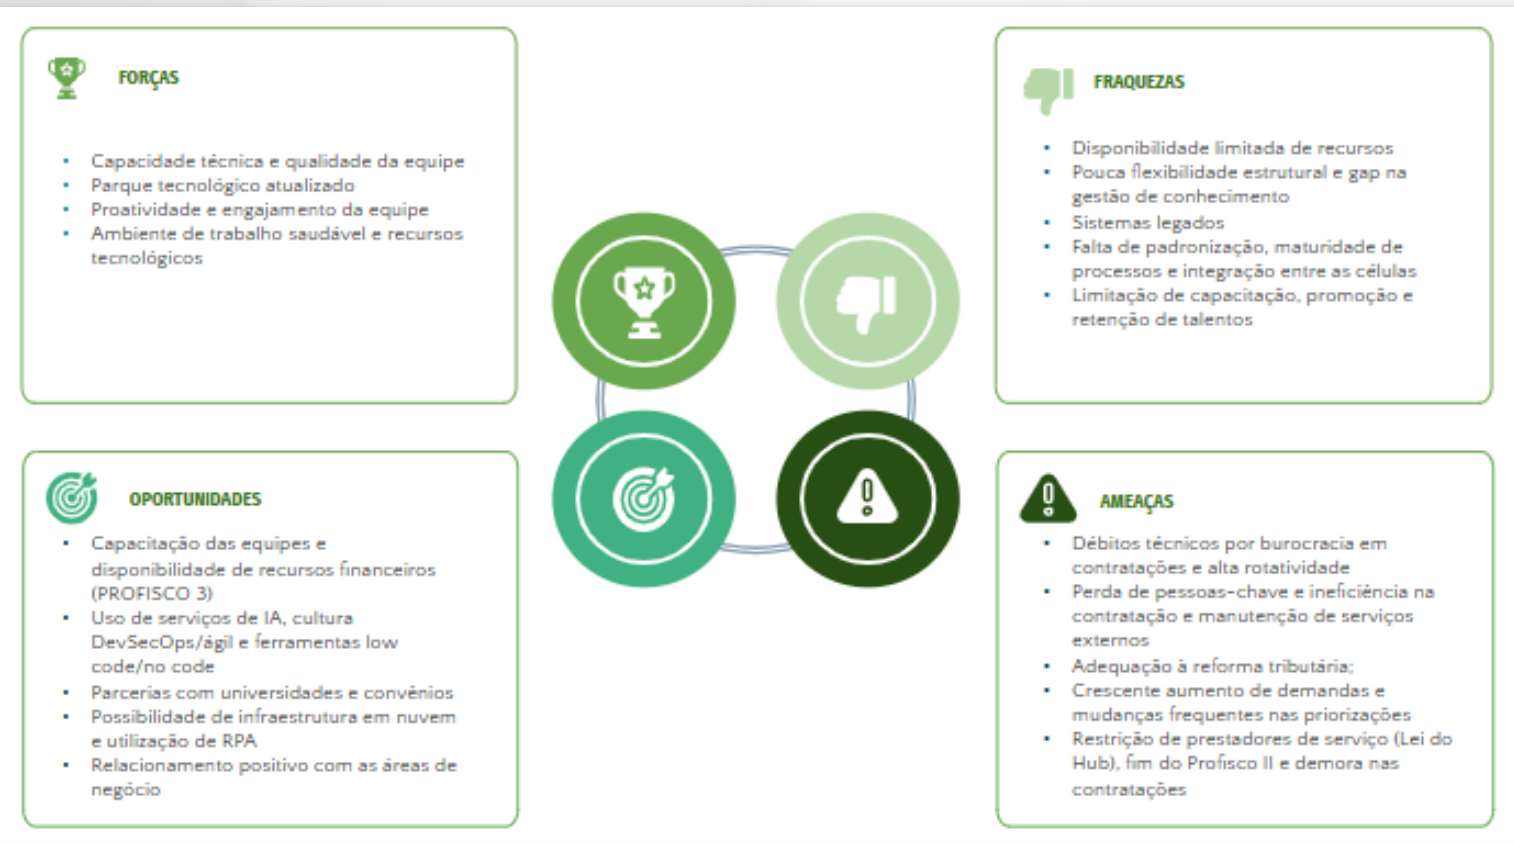 FORÇAS
• Capacidade técnica e qualidade da equipe
• Parque tecnológico atualizado
• Proatividade e engajamento da equipe
• Ambiente de trabalho saudável e recursos
tecnológicos
FRAQUEZAS
• Disponibilidade limitada de recursos
• Pouca flexibilidade estrutural e gap na
gestão de conhecimento
• Sistemas legados
• Falta de padronização, maturidade de
processos e integração entre as células
• Limitação de capacitação, promoção e
retenção de talentos
OPORTUNIDADES
• Capacitação das equipes e
disponibilidade de recursos financeiros
(PROFISCO 3)
• Uso de serviços de IA, cultura
DevSecOps/ágil e ferramentas low
code/no code
• Parcerias com universidades e convênios
• Possibilidade de infraestrutura em nuvem
e utilização de RPA
• Relacionamento positivo com as áreas de
negócio
AMEAÇAS
• Débitos técnicos por burocracia em
contratações e alta rotatividade
• Perda de pessoas-chave e ineficiência na
contratação e manutenção de serviços
externos
• Adequação à reforma tributária;
• Crescente aumento de demandas e
mudanças frequentes nas priorizações
• Restrição de prestadores de serviço (Lei do
Hub), fim do Profisco II e demora nas
contratações